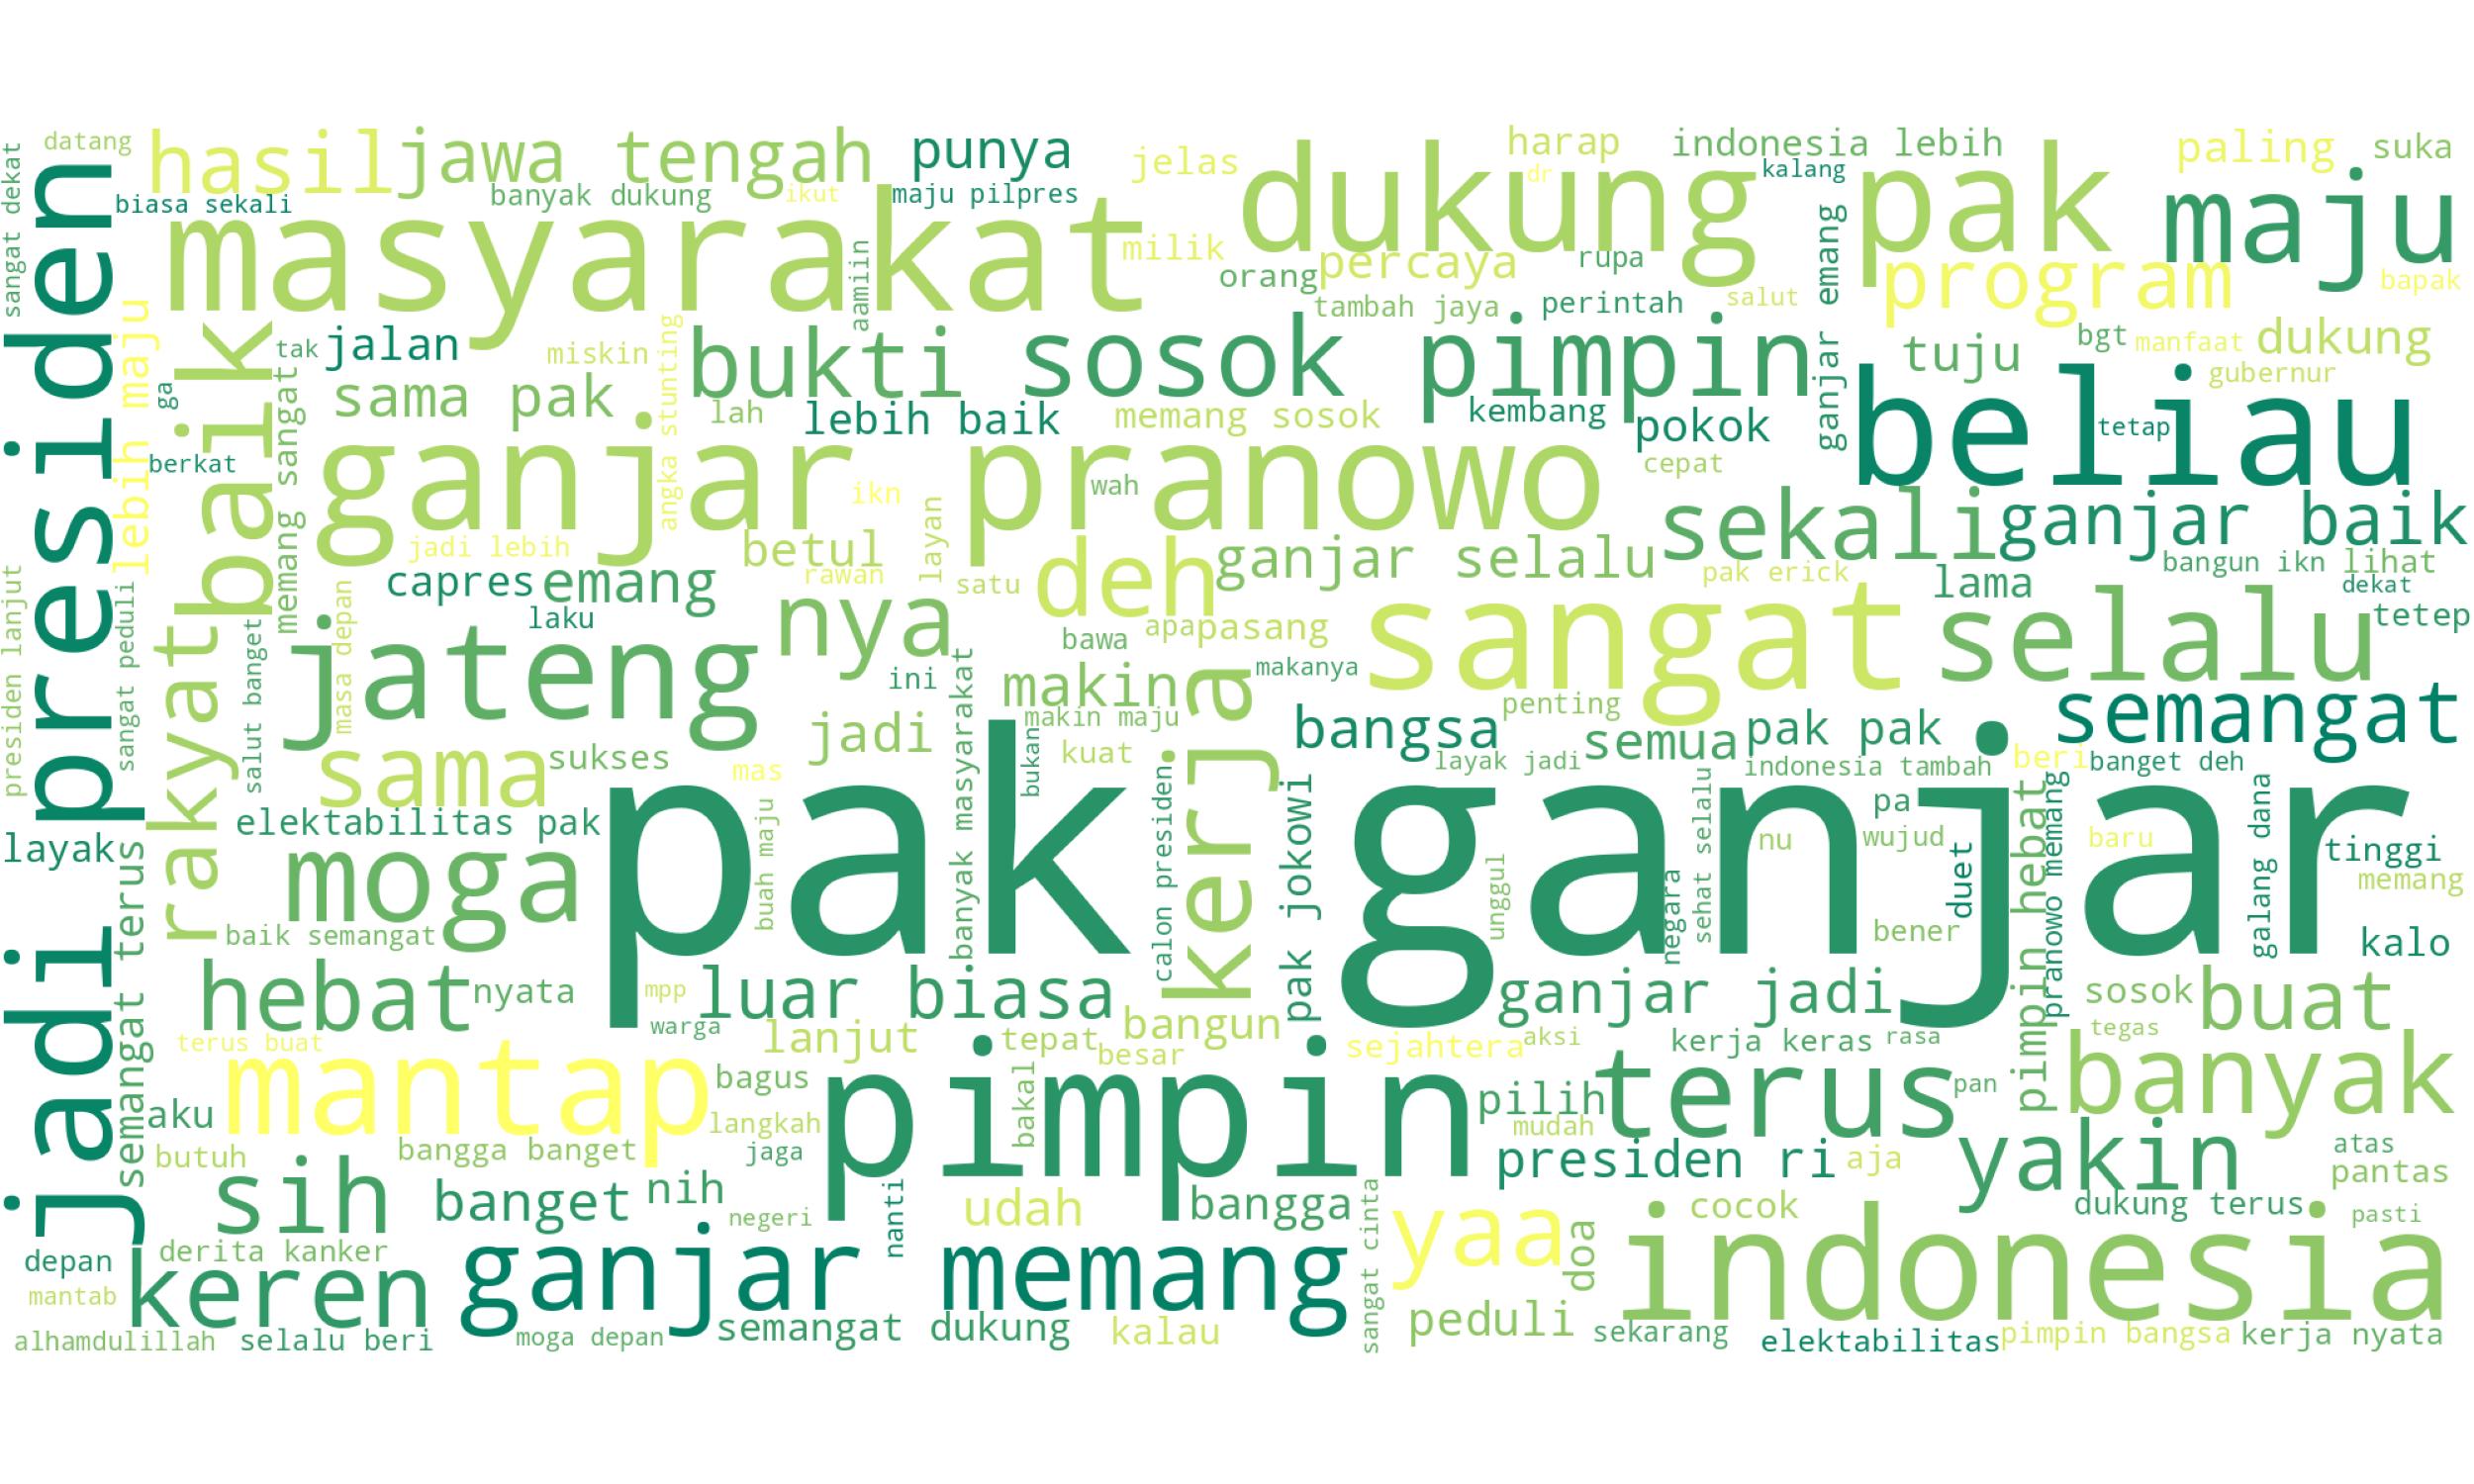 datang
hasil
jawa tengah
punya
jelas
harap
indonesia lebih
paling
suka
sangat dekat
biasa sekali
banyak dukung
ikut
maju pilpres
dukung pak
dr
kalang
maju
jadi presiden
masyarakat
milik
orang
percaya
rupa
ganjar emang
program
bapak
aamiin
tambah jaya
perintah
salut
lebih maju
baik
tak
jalan
miskin
angka stunting
bukti
sosok pimpin
tuju
bgt
manfaat
dukung
gubernur
ga
memang sangat
sama pak
lah
lebih baik
memang sosok
kembang
pokok
beliau
tetap
berkat
ganjar pranowo
ikn
wah
cepat
layan
sekali
ganjar baik
jadi lebih
betul
rawan
satu
deh
ganjar selalu
pak erick
lama
bangun ikn
lihat
dekat
presiden lanjut
sangat peduli
rakyat
masa depan
capres
emang
laku
nya
bawa
apa
pasang
sangat
selalu
tetep
salut banget
jateng
ini
banyak masyarakat
makin
kerja
makanya
penting
semangat
jadi
makin maju
bangsa
semua
pak pak
sama
sukses
mas
bukan
kuat
layak jadi
indonesia tambah
beri
banget deh
elektabilitas pak
buah maju
pak ganjar
calon presiden
pak jokowi
sehat selalu
pa
nu
wujud
duet
pimpin hebat
pranowo memang
baru
galang dana
tinggi
memang
layak
semangat terus
moga
unggul
negara
bener
kalo
baik semangat
hebat
nyata
mpp
luar biasa
ganjar jadi
sosok
buat
warga
terus buat
lanjut
tepat
bangun
besar
sejahtera
aksi
kerja keras
rasa
tegas
mantap
bagus
bakal
pimpin
pilih
terus
pan
banyak
aku
langkah
mudah
butuh
bangga banget
jaga
presiden ri
aja
yakin
atas
pantas
sih
banget
nih
negeri
nanti
udah
bangga
sangat cinta
yaa
doa
cocok
dukung terus
pasti
depan
derita kanker
mantab
keren
ganjar memang
indonesia
alhamdulillah
selalu beri
moga depan
semangat dukung
kalau
peduli
sekarang
elektabilitas
pimpin bangsa
kerja nyata